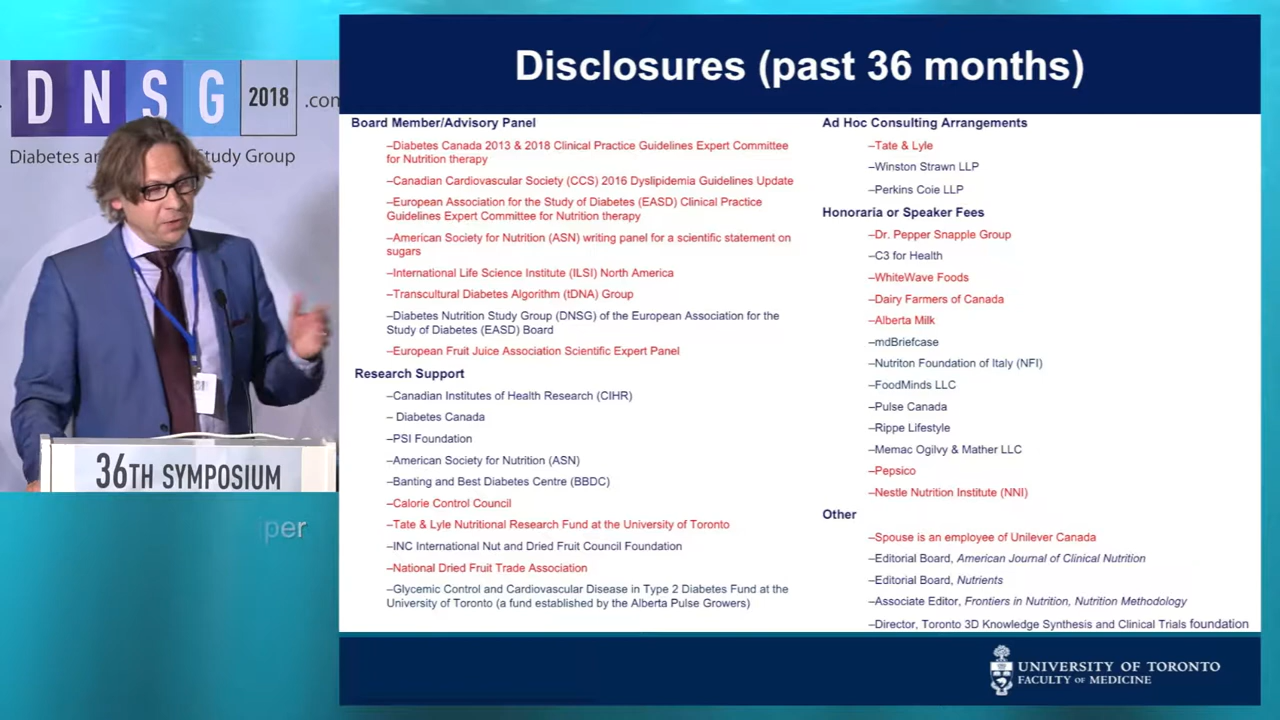 DNSG 2018 .com
Diabetes an Study Group
36TH SYMPOSIUM
iper
Disclosures (past 36 months)
Board Member/Advisory Panel
–Diabetes Canada 2013 & 2018 Clinical Practice Guidelines Expert Committee
for Nutrition therapy
–Canadian Cardiovascular Society (CCS) 2016 Dyslipidemia Guidelines Update
–European Association for the Study of Diabetes (EASD) Clinical Practice
Guidelines Expert Committee for Nutrition therapy
–American Society for Nutrition (ASN) writing panel for a scientific statement on
sugars
–International Life Science Institute (ILSI) North America
–Transcultural Diabetes Algorithm (tDNA) Group
–Diabetes Nutrition Study Group (DNSG) of the European Association for the
Study of Diabetes (EASD) Board
–European Fruit Juice Association Scientific Expert Panel
Research Support
–Canadian Institutes of Health Research (CIHR)
– Diabetes Canada
–PSI Foundation
–American Society for Nutrition (ASN)
–Banting and Best Diabetes Centre (BBDC)
–Calorie Control Council
–Tate & Lyle Nutritional Research Fund at the University of Toronto
–INC International Nut and Dried Fruit Council Foundation
–National Dried Fruit Trade Association
–Glycemic Control and Cardiovascular Disease in Type 2 Diabetes Fund at the
University of Toronto (a fund established by the Alberta Pulse Growers)
Ad Hoc Consulting Arrangements
–Tate & Lyle
–Winston Strawn LLP
–Perkins Coie LLP
Honoraria or Speaker Fees
–Dr. Pepper Snapple Group
–C3 for Health
–WhiteWave Foods
–Dairy Farmers of Canada
–Alberta Milk
–mdBriefcase
–Nutriton Foundation of Italy (NFI)
–FoodMinds LLC
–Pulse Canada
–Rippe Lifestyle
–Memac Ogilvy & Mather LLC
–Pepsico
–Nestle Nutrition Institute (NNI)
Other
–Spouse is an employee of Unilever Canada
–Editorial Board, American Journal of Clinical Nutrition
–Editorial Board, Nutrients
–Associate Editor, Frontiers in Nutrition, Nutrition Methodology
–Director, Toronto 3D Knowledge Synthesis and Clinical Trials foundation
UNIVERSITY OF TORONTO
FACULTY OF MEDICINE